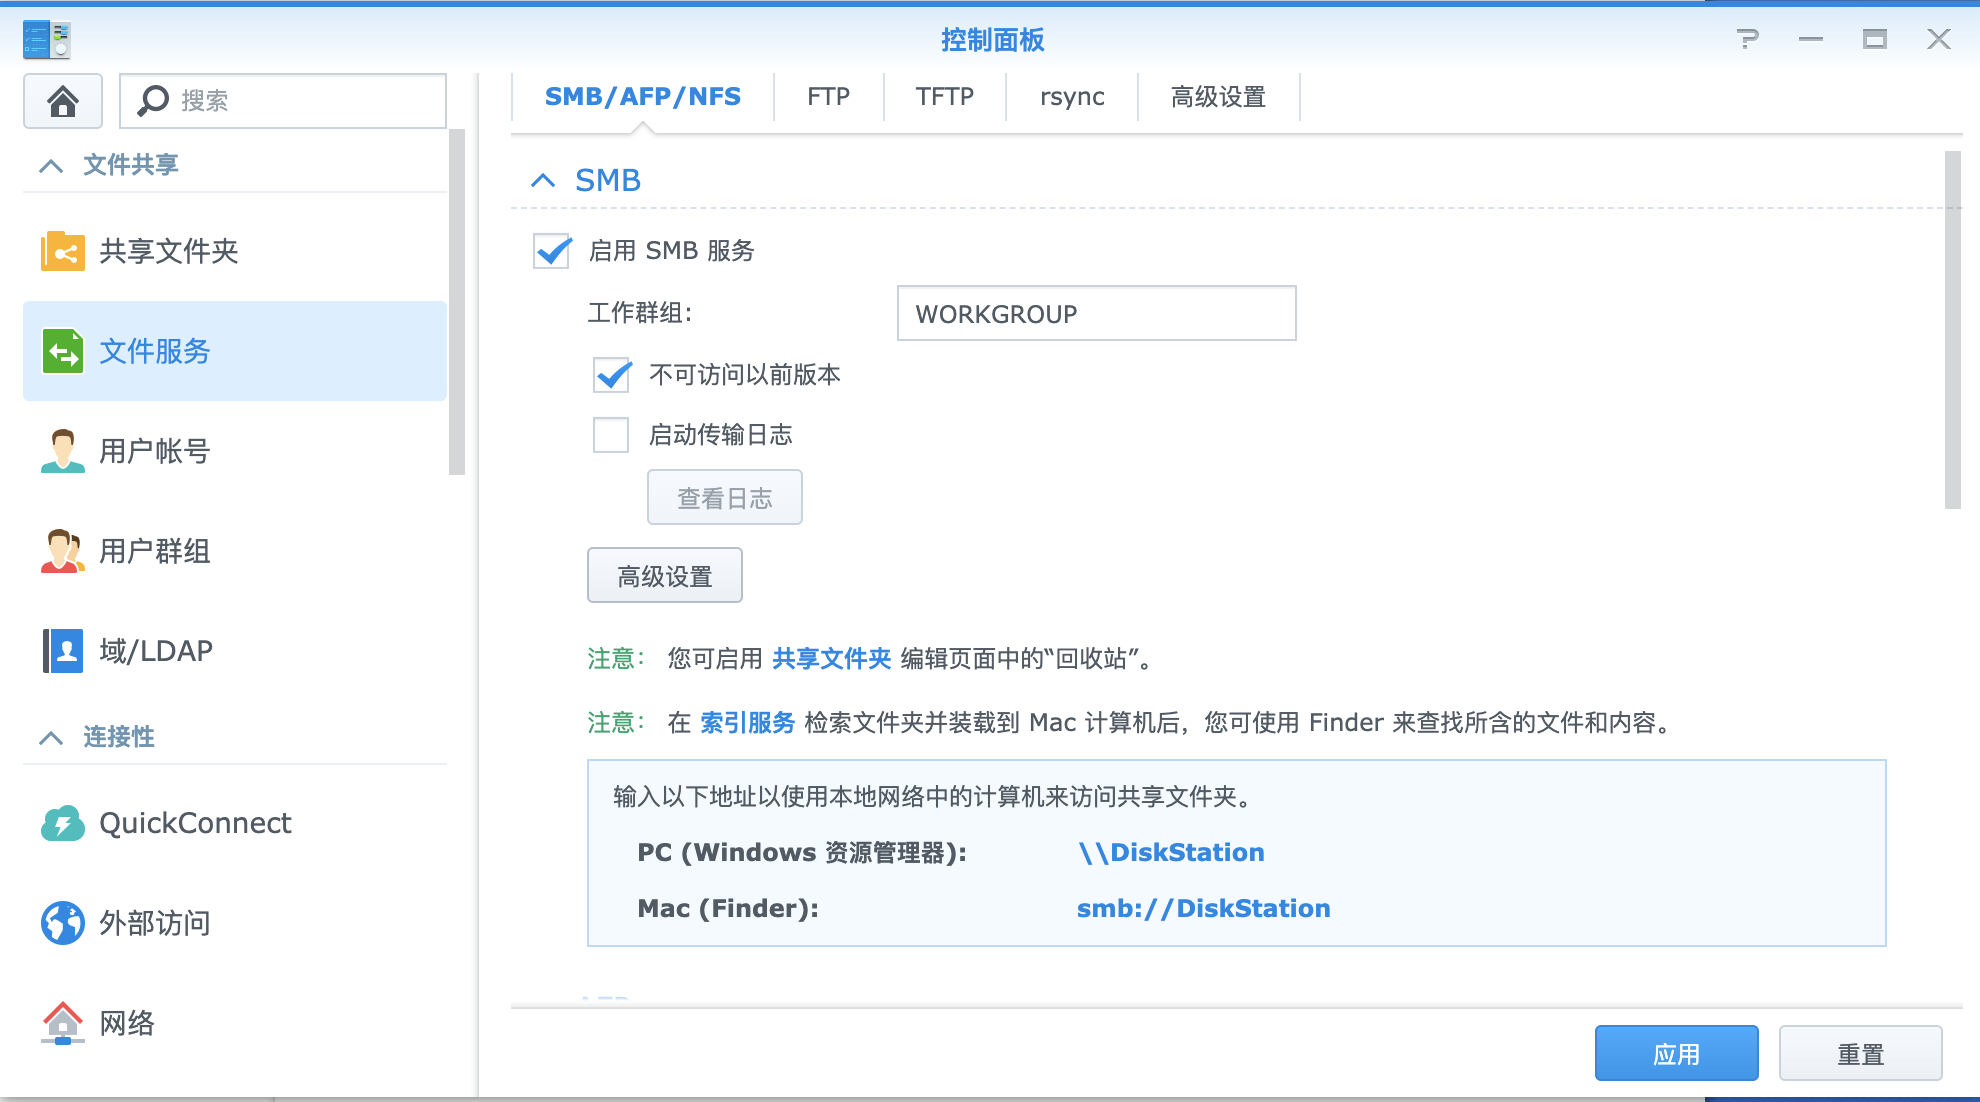 控制面板
搜索
文件共享
共享文件夹
文件服务
用户帐号
用户群组
域/LDAP
连接性
QuickConnect
外部访问
网络
SMB/AFP/NFS
FTP
TFTP
rsync
高级设置
SMB
启用 SMB 服务
工作群组:
WORKGROUP
不可访问以前版本
启动传输日志
查看日志
高级设置
注意： 您可启用 共享文件夹 编辑页面中的“回收站”。
注意： 在 索引服务 检索文件夹并装载到 Mac 计算机后，您可使用 Finder 来查找所含的文件和内容。
输入以下地址以使用本地网络中的计算机来访问共享文件夹。
PC (Windows 资源管理器): \\DiskStation
Mac (Finder): smb://DiskStation
应用
重置